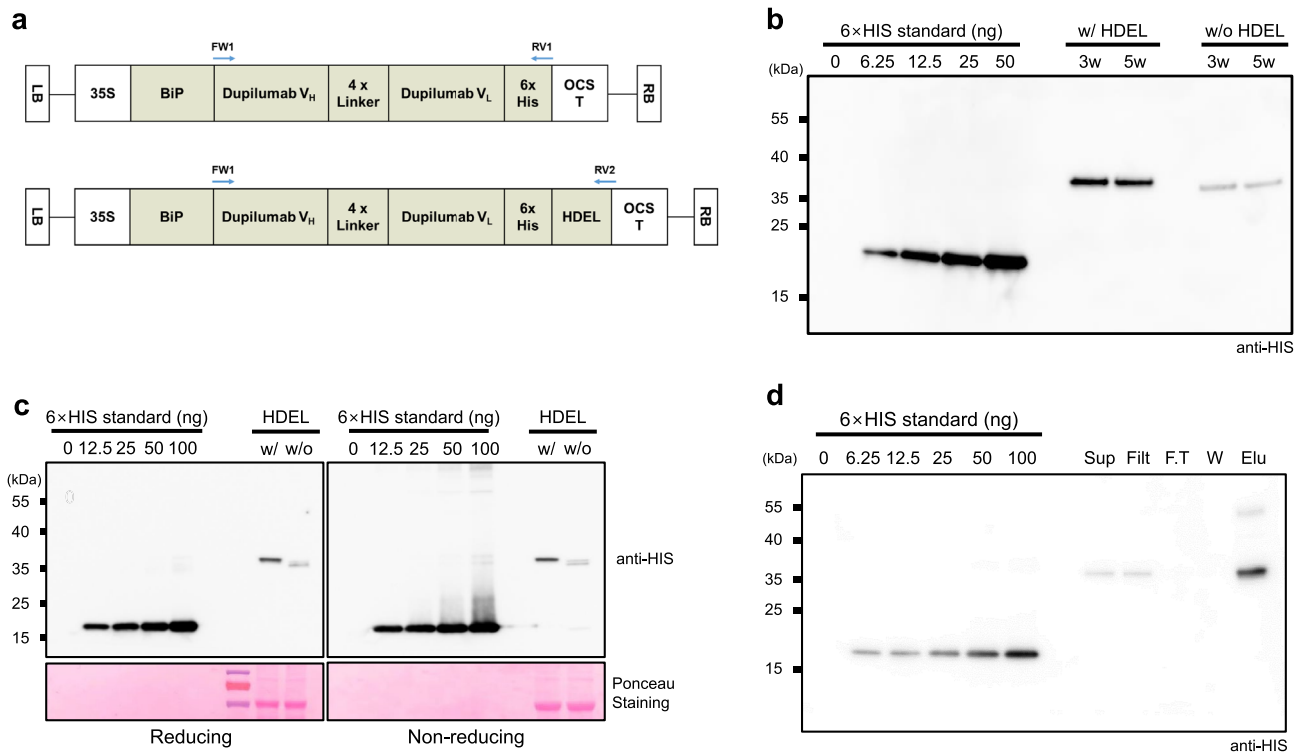 a
FW1 RV1
LB 35S BiP Dupilumab VH 4 x Linker Dupilumab VL 6x His OCS T RB
FW1 RV2
LB 35S BiP Dupilumab VH 4 x Linker Dupilumab VL 6x His HDEL OCS T RB
b
6×HIS standard (ng) w/ HDEL w/o HDEL
(kDa) 0 6.25 12.5 25 50 3w 5w 3w 5w
55
40
35
25
15
anti-HIS
c
6×HIS standard (ng) HDEL 6×HIS standard (ng) HDEL
0 12.5 25 50 100 w/ w/o 0 12.5 25 50 100 w/ w/o
(kDa)
55
40
35
25
15
anti-HIS
Ponceau
Staining
Reducing Non-reducing
d
6×HIS standard (ng)
(kDa) 0 6.25 12.5 25 50 100 Sup Filt F.T W Elu
55
40
35
25
15
anti-HIS